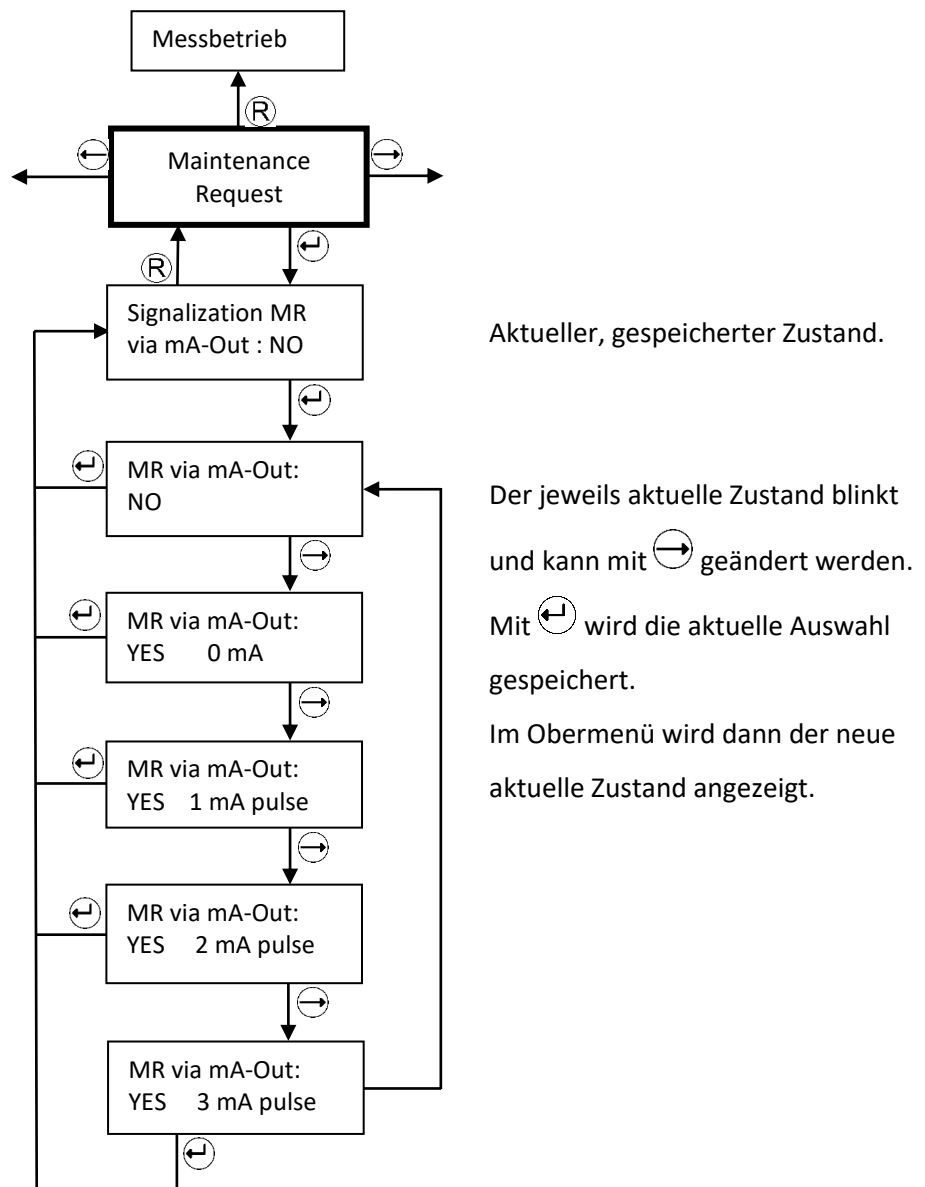 Messbetrieb
R
Maintenance
Request
R
Signalization MR
via mA-Out : NO
Aktueller, gespeicherter Zustand.
MR via mA-Out:
NO
Der jeweils aktuelle Zustand blinkt
und kann mit → geändert werden.
MR via mA-Out:
YES 0 mA
Mit ↵ wird die aktuelle Auswahl
gespeichert.
Im Obermenü wird dann der neue
aktuelle Zustand angezeigt.
MR via mA-Out:
YES 1 mA pulse
MR via mA-Out:
YES 2 mA pulse
MR via mA-Out:
YES 3 mA pulse